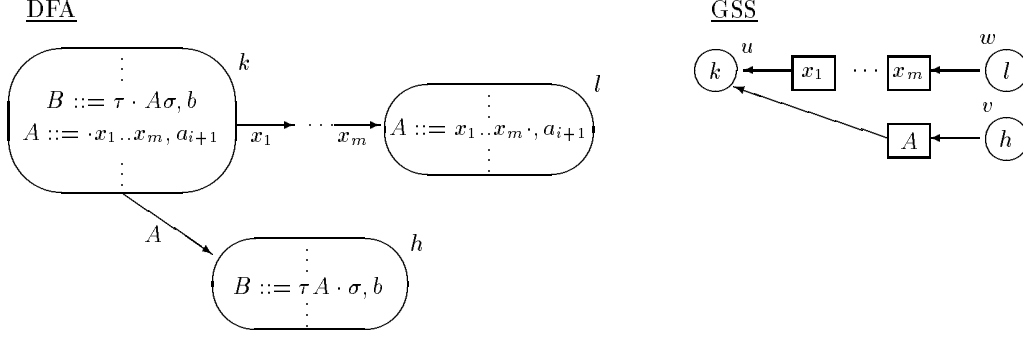 DFA
GSS
k
l
u
w
B ::= τ · Aσ, b
A ::= ·x₁..xₘ, aᵢ₊₁
x₁ ··· xₘ
A ::= x₁..xₘ·, aᵢ₊₁
k x₁ ··· xₘ l
v
A h
A
h
B ::= τA · σ, b